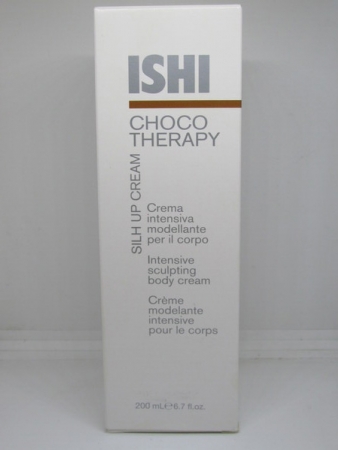 ISHI
CHOCO
THERAPY
SILH UP CREAM
Crema
intensiva
modellante
per il corpo
Intensive
sculpting
body cream
Crème
modelante
intensive
pour le corps
200 mL℮6.7 fl.oz.